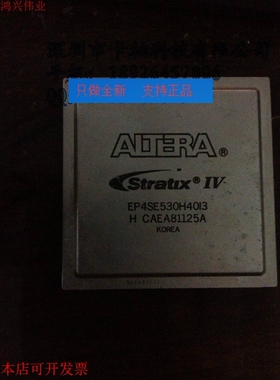 鸿兴伟业
只做全新 支持正品
ALTERA®
Stratix® IV
EP4SE530H40I3
H CAEA81125A
KOREA
本店可开发票